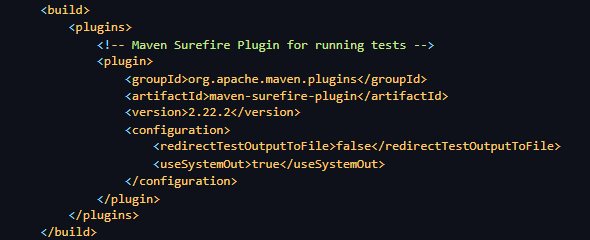 <build>
<plugins>
<!-- Maven Surefire Plugin for running tests -->
<plugin>
<groupId>org.apache.maven.plugins</groupId>
<artifactId>maven-surefire-plugin</artifactId>
<version>2.22.2</version>
<configuration>
<redirectTestOutputToFile>false</redirectTestOutputToFile>
<useSystemOut>true</useSystemOut>
</configuration>
</plugin>
</plugins>
</build>